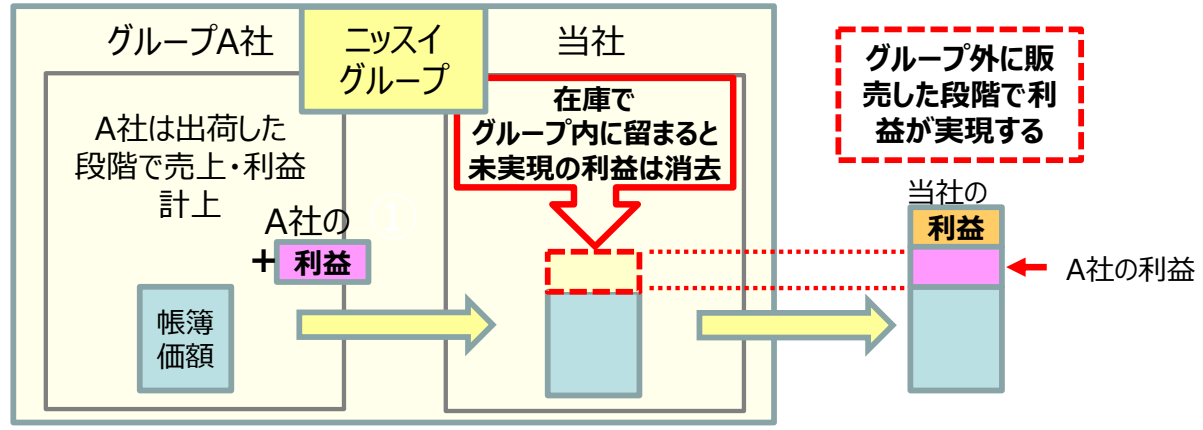 グループA社
ニッスイ
グループ
当社
A社は出荷した
段階で売上・利益
計上
A社の
①
+
利益
帳簿
価額
在庫で
グループ内に留まると
未実現の利益は消去
グループ外に販
売した段階で利
益が実現する
当社の
利益
A社の利益